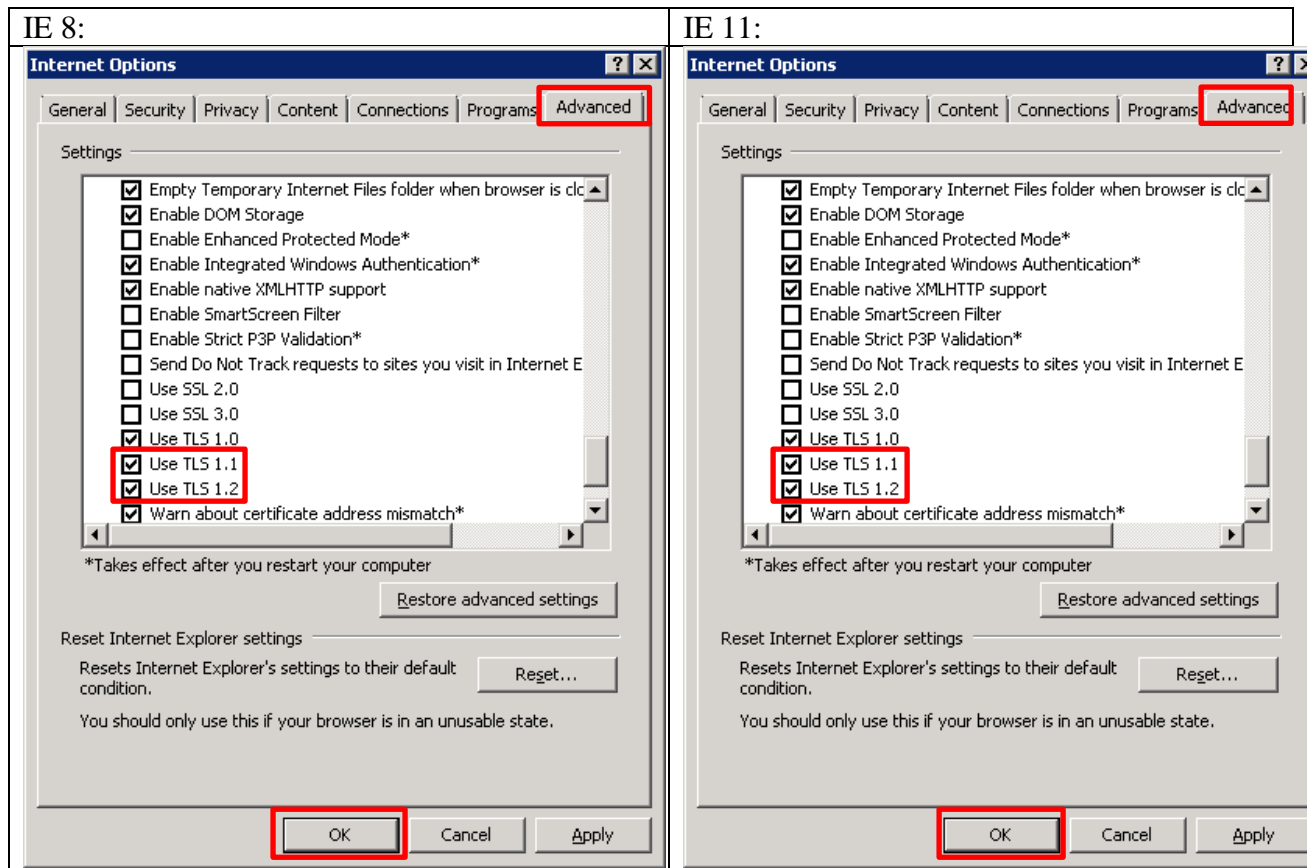 IE 8:
Internet Options
General Security Privacy Content Connections Programs Advanced
Settings
Empty Temporary Internet Files folder when browser is clo
Enable DOM Storage
Enable Enhanced Protected Mode*
Enable Integrated Windows Authentication*
Enable native XMLHTTP support
Enable SmartScreen Filter
Enable Strict P3P Validation*
Send Do Not Track requests to sites you visit in Internet E
Use SSL 2.0
Use SSL 3.0
Use TLS 1.0
Use TLS 1.1
Use TLS 1.2
Warn about certificate address mismatch*
*Takes effect after you restart your computer
Restore advanced settings
Reset Internet Explorer settings
Resets Internet Explorer's settings to their default
condition.
Reset...
You should only use this if your browser is in an unusable state.
OK Cancel Apply
IE 11:
Internet Options
General Security Privacy Content Connections Programs Advanced
Settings
Empty Temporary Internet Files folder when browser is clo
Enable DOM Storage
Enable Enhanced Protected Mode*
Enable Integrated Windows Authentication*
Enable native XMLHTTP support
Enable SmartScreen Filter
Enable Strict P3P Validation*
Send Do Not Track requests to sites you visit in Internet E
Use SSL 2.0
Use SSL 3.0
Use TLS 1.0
Use TLS 1.1
Use TLS 1.2
Warn about certificate address mismatch*
*Takes effect after you restart your computer
Restore advanced settings
Reset Internet Explorer settings
Resets Internet Explorer's settings to their default
condition.
Reset...
You should only use this if your browser is in an unusable state.
OK Cancel Apply